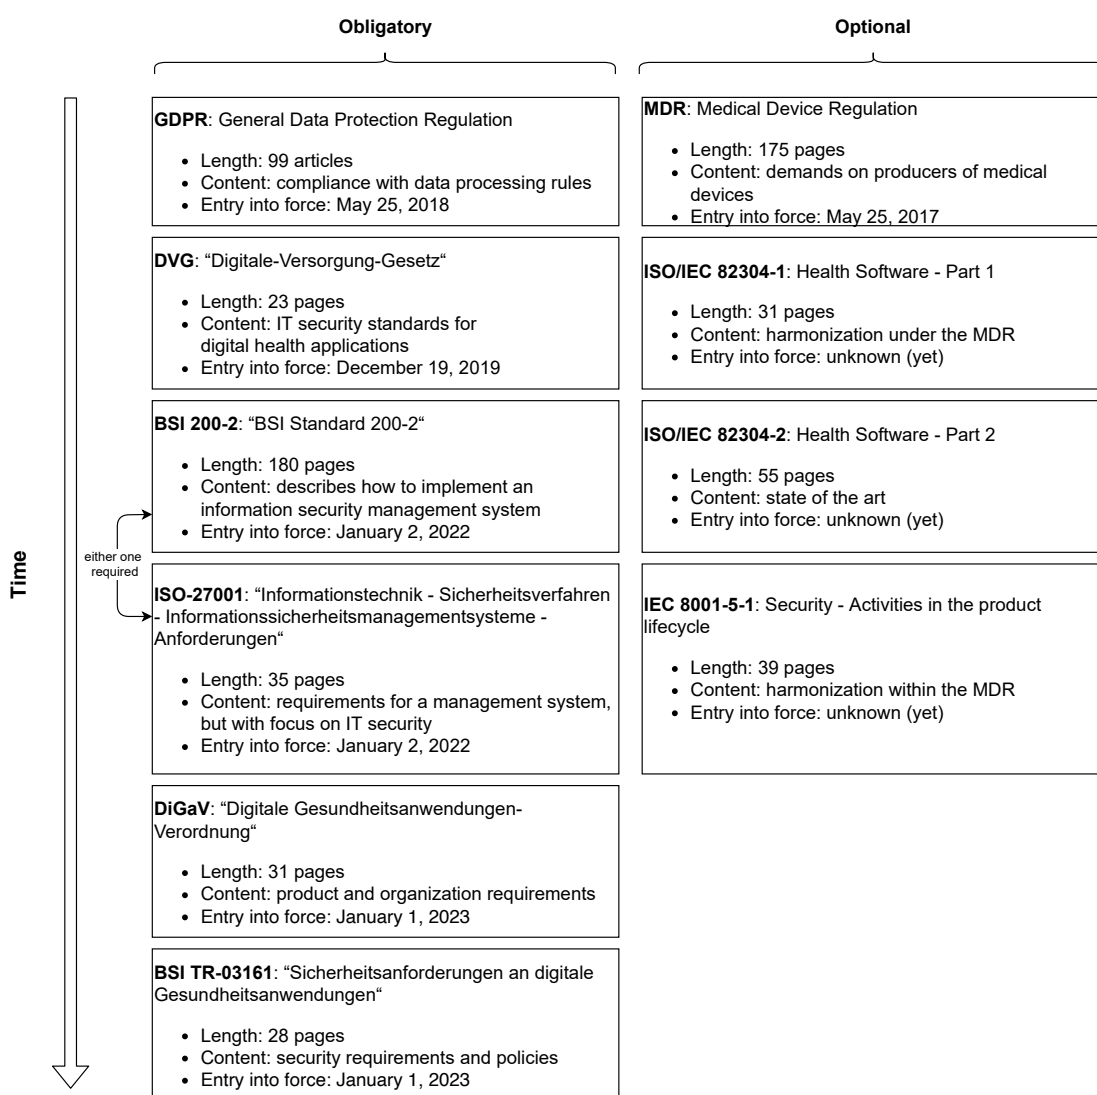 Obligatory
Optional
Time
either one
required
GDPR: General Data Protection Regulation
• Length: 99 articles
• Content: compliance with data processing rules
• Entry into force: May 25, 2018
DVG: “Digitale-Versorgung-Gesetz“
• Length: 23 pages
• Content: IT security standards for
digital health applications
• Entry into force: December 19, 2019
BSI 200-2: “BSI Standard 200-2“
• Length: 180 pages
• Content: describes how to implement an
information security management system
• Entry into force: January 2, 2022
ISO-27001: “Informationstechnik - Sicherheitsverfahren
- Informationssicherheitsmanagementsysteme -
Anforderungen“
• Length: 35 pages
• Content: requirements for a management system,
but with focus on IT security
• Entry into force: January 2, 2022
DiGaV: “Digitale Gesundheitsanwendungen-
Verordnung“
• Length: 31 pages
• Content: product and organization requirements
• Entry into force: January 1, 2023
BSI TR-03161: “Sicherheitsanforderungen an digitale
Gesundheitsanwendungen“
• Length: 28 pages
• Content: security requirements and policies
• Entry into force: January 1, 2023
MDR: Medical Device Regulation
• Length: 175 pages
• Content: demands on producers of medical
devices
• Entry into force: May 25, 2017
ISO/IEC 82304-1: Health Software - Part 1
• Length: 31 pages
• Content: harmonization under the MDR
• Entry into force: unknown (yet)
ISO/IEC 82304-2: Health Software - Part 2
• Length: 55 pages
• Content: state of the art
• Entry into force: unknown (yet)
IEC 8001-5-1: Security - Activities in the product
lifecycle
• Length: 39 pages
• Content: harmonization within the MDR
• Entry into force: unknown (yet)